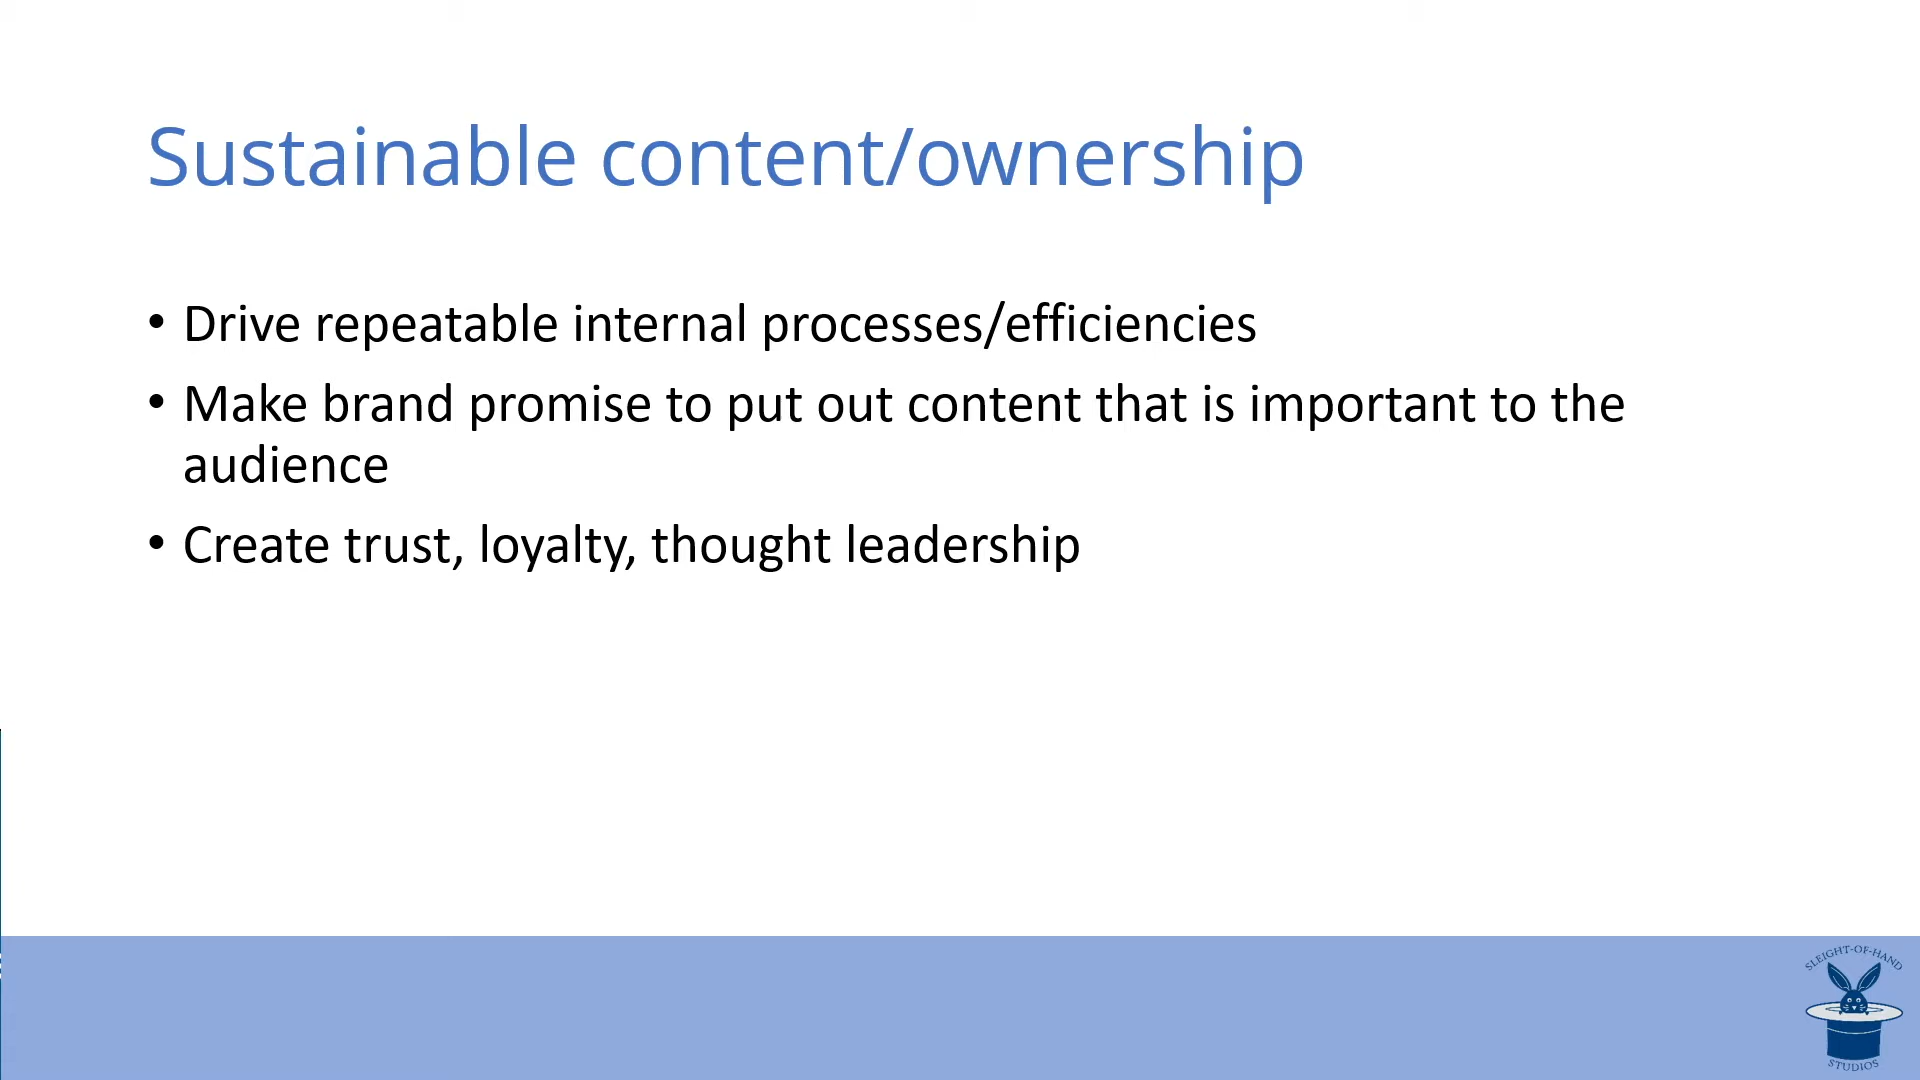 Sustainable content/ownership
• Drive repeatable internal processes/efficiencies
• Make brand promise to put out content that is important to the
audience
• Create trust, loyalty, thought leadership
SLEIGHT-OF-HAND
STUDIOS